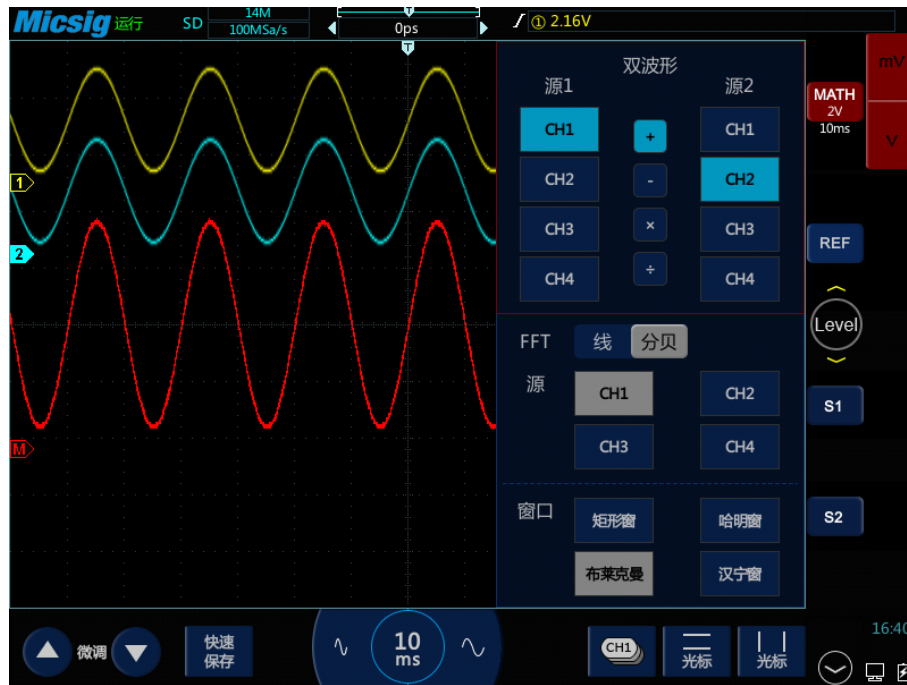 Micsig 运行 SD 14M
100MSa/s
T
0ps
① 2.16V
T
双波形
源1 源2
CH1 + CH1
CH2 - CH2
CH3 × CH3
CH4 ÷ CH4
FFT 线 分贝
源
CH1 CH2
CH3 CH4
窗口
矩形窗 哈明窗
布莱克曼 汉宁窗
1
2
M
MATH
2V
10ms
mV
V
REF
Level
S1
S2
微调
快速
保存
10
ms
CH1
光标
光标
16:40